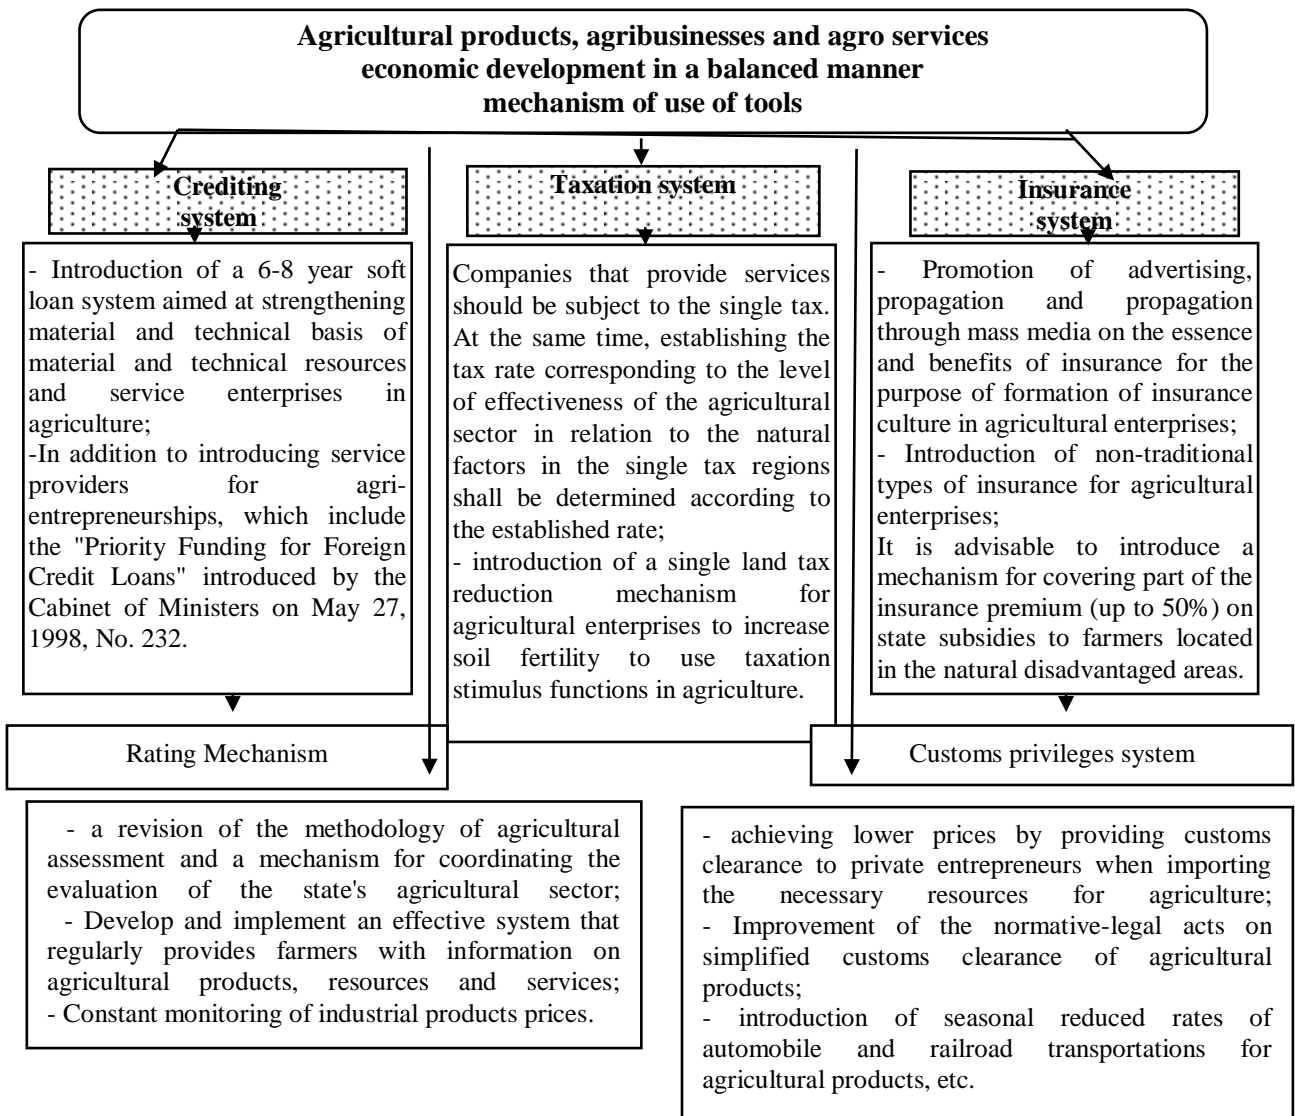 Agricultural products, agribusinesses and agro services
economic development in a balanced manner
mechanism of use of tools
Crediting
system
Taxation system
Insurance
system
- Introduction of a 6-8 year soft
loan system aimed at strengthening
material and technical basis of
material and technical resources
and service enterprises in
agriculture;
-In addition to introducing service
providers for agri-
entrepreneurships, which include
the "Priority Funding for Foreign
Credit Loans" introduced by the
Cabinet of Ministers on May 27,
1998, No. 232.
Companies that provide services
should be subject to the single tax.
At the same time, establishing the
tax rate corresponding to the level
of effectiveness of the agricultural
sector in relation to the natural
factors in the single tax regions
shall be determined according to
the established rate;
- introduction of a single land tax
reduction mechanism for
agricultural enterprises to increase
soil fertility to use taxation
stimulus functions in agriculture.
- Promotion of advertising,
propagation and propagation
through mass media on the essence
and benefits of insurance for the
purpose of formation of insurance
culture in agricultural enterprises;
- Introduction of non-traditional
types of insurance for agricultural
enterprises;
It is advisable to introduce a
mechanism for covering part of the
insurance premium (up to 50%) on
state subsidies to farmers located
in the natural disadvantaged areas.
Rating Mechanism
Customs privileges system
- a revision of the methodology of agricultural
assessment and a mechanism for coordinating the
evaluation of the state's agricultural sector;
- Develop and implement an effective system that
regularly provides farmers with information on
agricultural products, resources and services;
- Constant monitoring of industrial products prices.
- achieving lower prices by providing customs
clearance to private entrepreneurs when importing
the necessary resources for agriculture;
- Improvement of the normative-legal acts on
simplified customs clearance of agricultural
products;
- introduction of seasonal reduced rates of
automobile and railroad transportations for
agricultural products, etc.